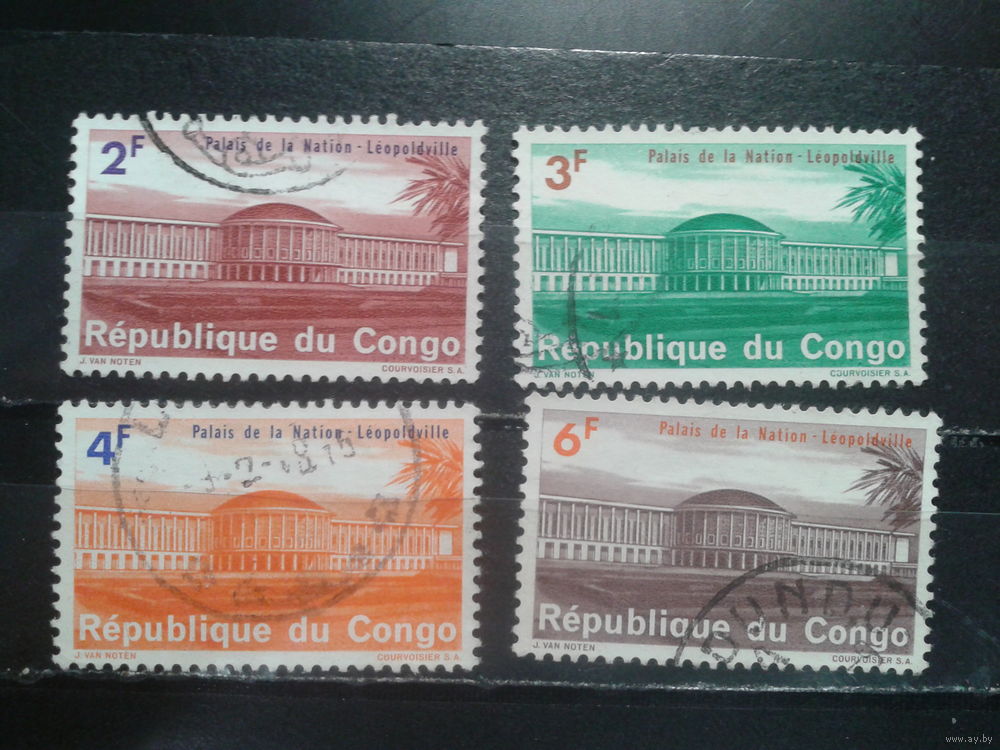 2F
Palais de la Nation - Léopoldville
République du Congo
J. VAN NOTEN
COURVOISIER S.A.
3F
Palais de la Nation - Léopoldville
République du Congo
J. VAN NOTEN
COURVOISIER S.A.
4F
Palais de la Nation - Léopoldville
République du Congo
J. VAN NOTEN
COURVOISIER S.A.
6F
Palais de la Nation - Léopoldville
République du Congo
J. VAN NOTEN
COURVOISIER S.A.
www.ay.by